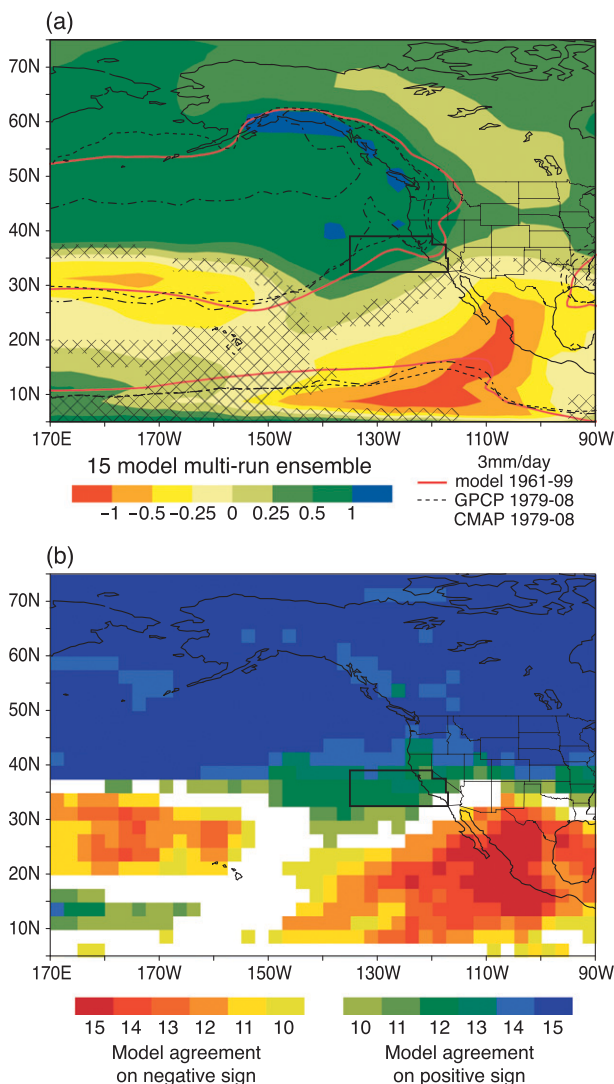 (a)
70N
60N
50N
40N
30N
20N
10N
170E 170W 150W 130W 110W 90W
15 model multi-run ensemble
−1 −0.5 −0.25 0 0.25 0.5 1
3mm/day
model 1961-99
GPCP 1979-08
CMAP 1979-08
(b)
70N
60N
50N
40N
30N
20N
10N
170E 170W 150W 130W 110W 90W
15 14 13 12 11 10
10 11 12 13 14 15
Model agreement
on negative sign
Model agreement
on positive sign